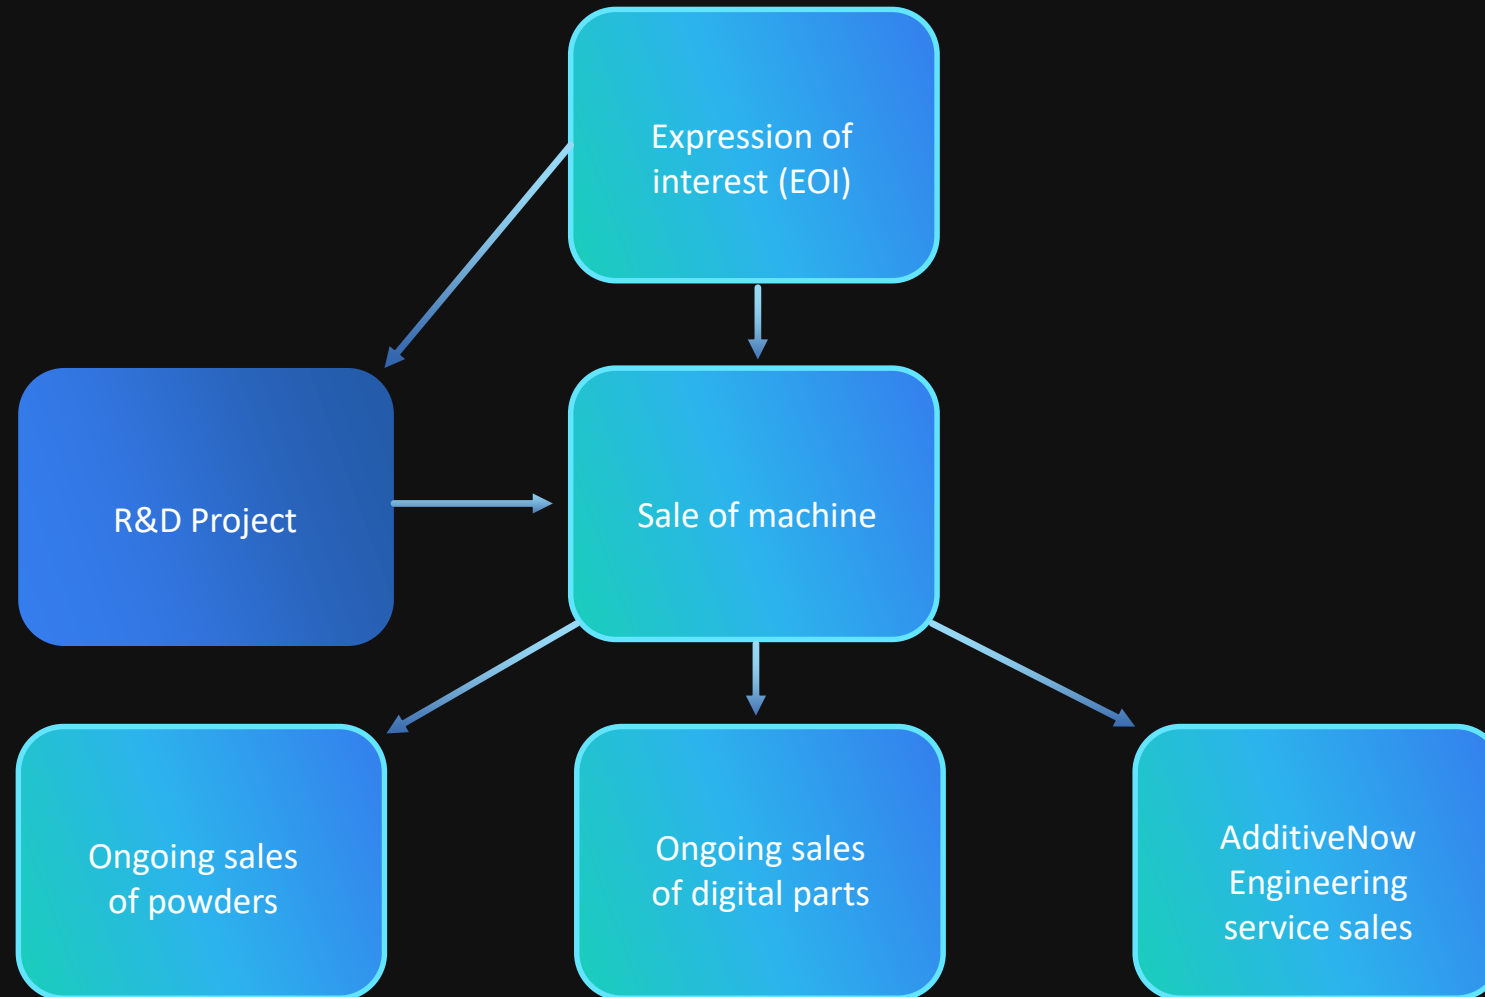 Expression of
interest (EOI)
R&D Project
Sale of machine
Ongoing sales
of powders
Ongoing sales
of digital parts
AdditiveNow
Engineering
service sales